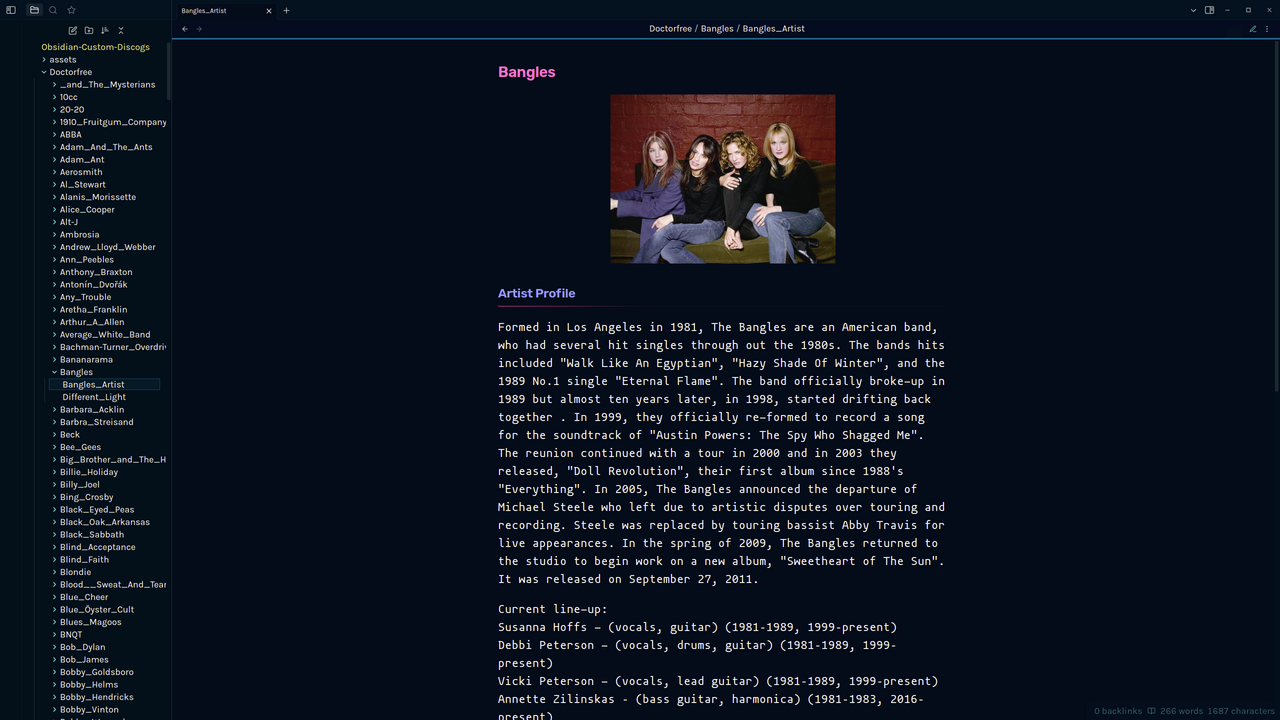 Bangles_Artist
Doctorfree / Bangles / Bangles_Artist
Obsidian-Custom-Discogs
assets
Doctorfree
_and_The_Mysterians
10cc
20-20
1910_Fruitgum_Company
ABBA
Adam_And_The_Ants
Adam_Ant
Aerosmith
Al_Stewart
Alanis_Morissette
Alice_Cooper
Alt-J
Ambrosia
Andrew_Lloyd_Webber
Ann_Peebles
Anthony_Braxton
Antonín_Dvořák
Any_Trouble
Aretha_Franklin
Arthur_A_Allen
Average_White_Band
Bachman-Turner_Overdri
Bananarama
Bangles
Bangles_Artist
Different_Light
Barbara_Acklin
Barbra_Streisand
Beck
Bee_Gees
Big_Brother_and_The_H
Billie_Holiday
Billy_Joel
Bing_Crosby
Black_Eyed_Peas
Black_Oak_Arkansas
Black_Sabbath
Blind_Acceptance
Blind_Faith
Blondie
Blood__Sweat_And_Tear
Blue_Cheer
Blue_Öyster_Cult
Blues_Magoos
BNQT
Bob_Dylan
Bob_James
Bobby_Goldsboro
Bobby_Helms
Bobby_Hendricks
Bobby_Vinton
Bangles
Artist Profile
Formed in Los Angeles in 1981, The Bangles are an American band,
who had several hit singles through out the 1980s. The bands hits
included "Walk Like An Egyptian", "Hazy Shade Of Winter", and the
1989 No.1 single "Eternal Flame". The band officially broke-up in
1989 but almost ten years later, in 1998, started drifting back
together . In 1999, they officially re-formed to record a song
for the soundtrack of "Austin Powers: The Spy Who Shagged Me".
The reunion continued with a tour in 2000 and in 2003 they
released, "Doll Revolution", their first album since 1988's
"Everything". In 2005, The Bangles announced the departure of
Michael Steele who left due to artistic disputes over touring and
recording. Steele was replaced by touring bassist Abby Travis for
live appearances. In the spring of 2009, The Bangles returned to
the studio to begin work on a new album, "Sweetheart of The Sun".
It was released on September 27, 2011.
Current line-up:
Susanna Hoffs – (vocals, guitar) (1981-1989, 1999-present)
Debbi Peterson – (vocals, drums, guitar) (1981-1989, 1999-
present)
Vicki Peterson – (vocals, lead guitar) (1981-1989, 1999-present)
Annette Zilinskas - (bass guitar, harmonica) (1981-1983, 2016-
present)
0 backlinks 266 words 1687 characters